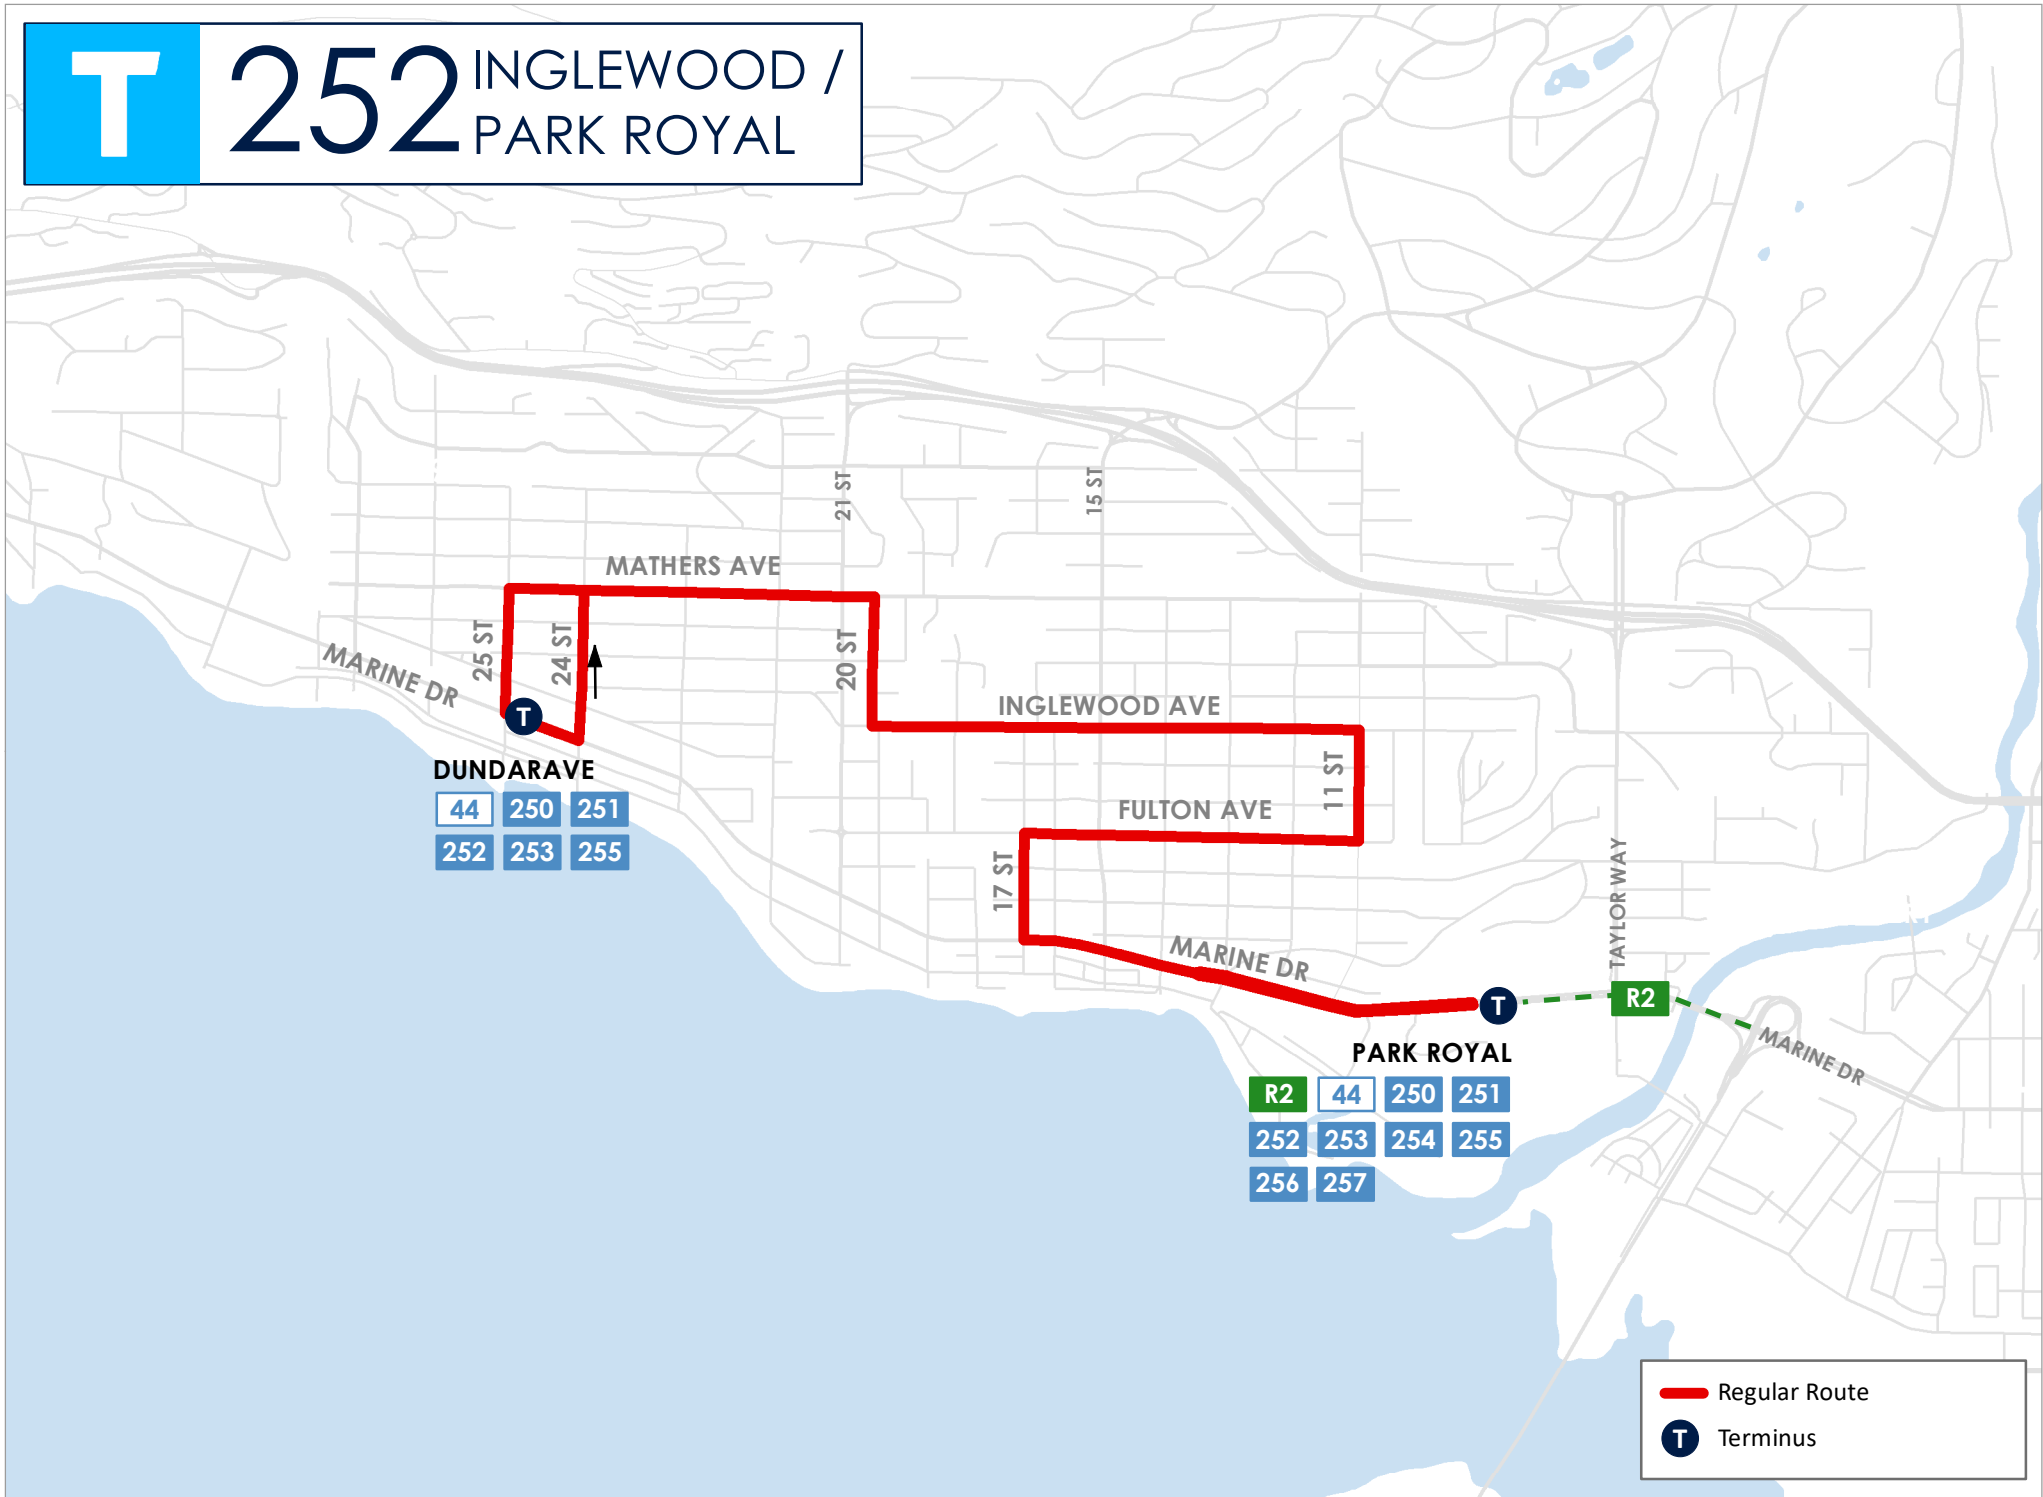 T
252
INGLEWOOD /
PARK ROYAL
21 ST
15 ST
MATHERS AVE
25 ST
24 ST
20 ST
MARINE DR
INGLEWOOD AVE
T
11 ST
DUNDARAVE
44 250 251
252 253 255
FULTON AVE
17 ST
TAYLOR WAY
MARINE DR
T
R2
MARINE DR
PARK ROYAL
R2 44 250 251
252 253 254 255
256 257
Regular Route
T Terminus